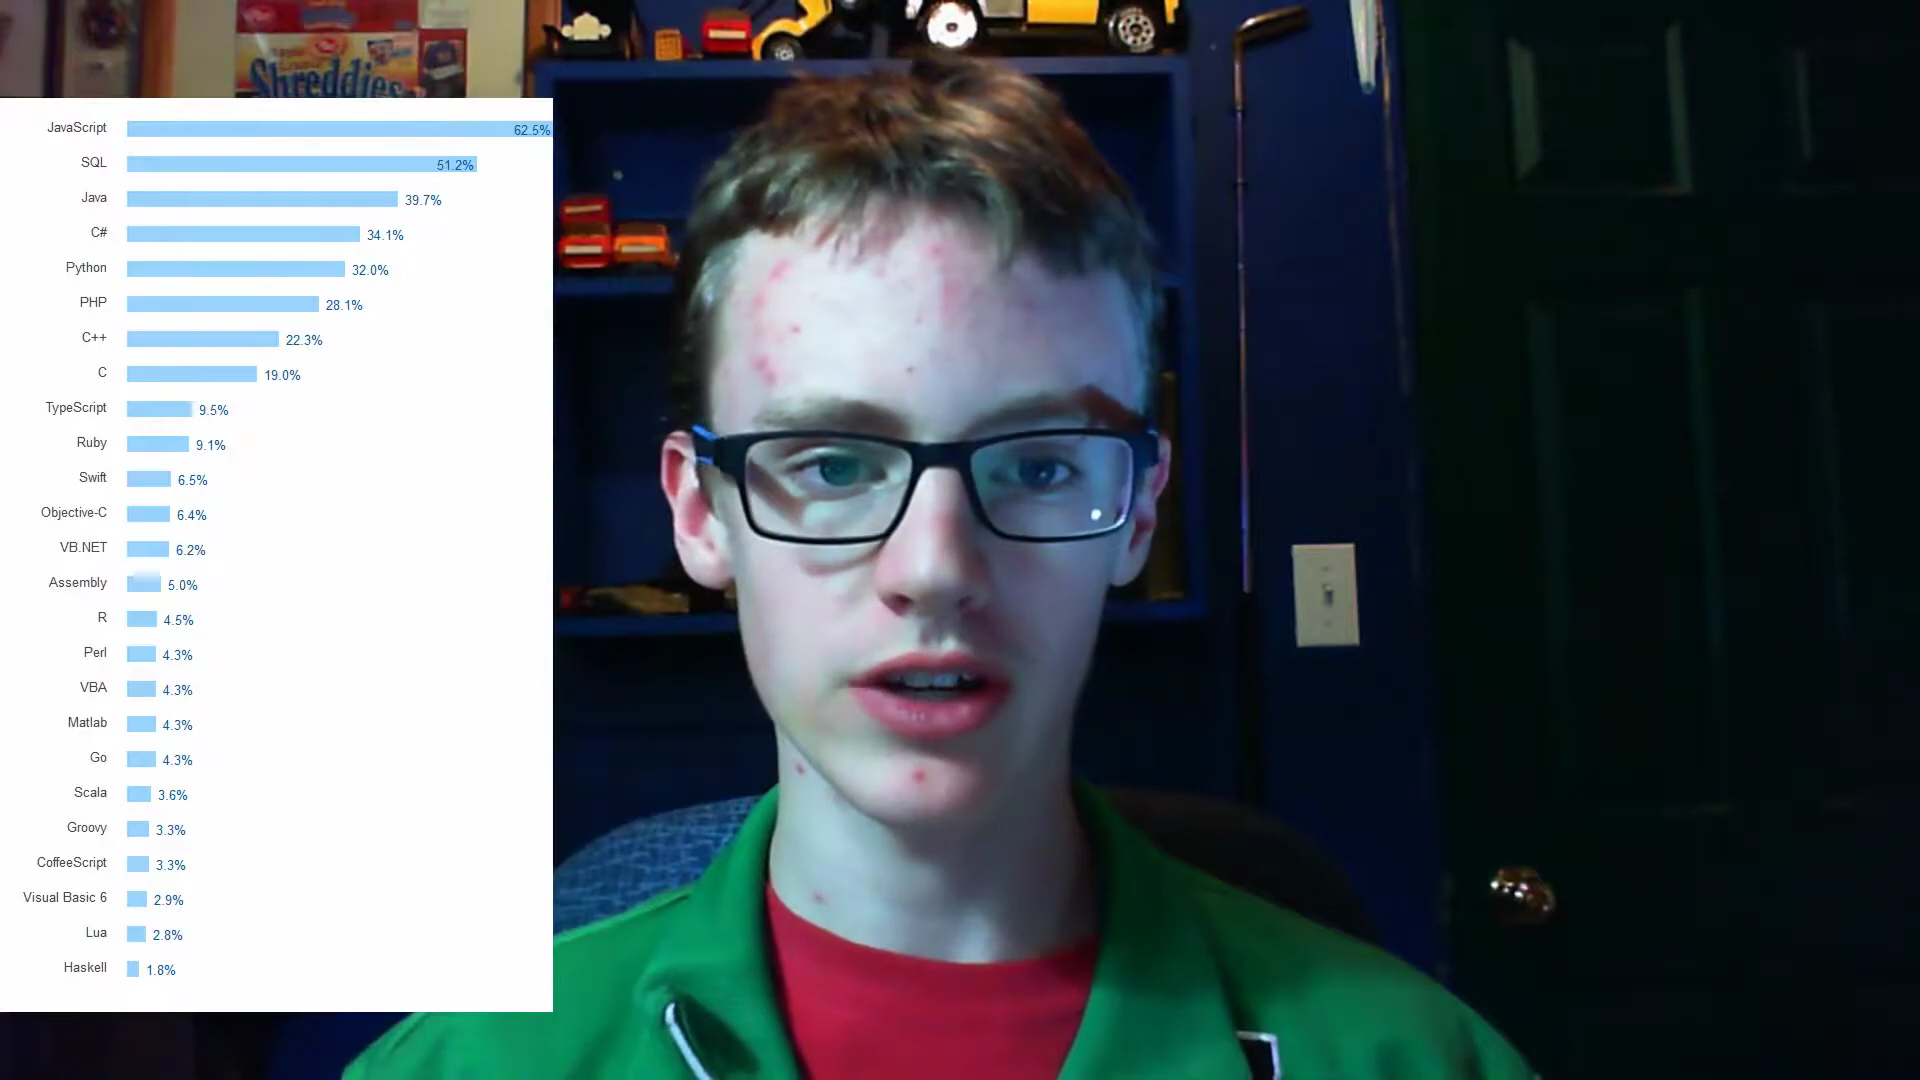 Shreddies
JavaScript 62.5%
SQL 51.2%
Java 39.7%
C# 34.1%
Python 32.0%
PHP 28.1%
C++ 22.3%
C 19.0%
TypeScript 9.5%
Ruby 9.1%
Swift 6.5%
Objective-C 6.4%
VB.NET 6.2%
Assembly 5.0%
R 4.5%
Perl 4.3%
VBA 4.3%
Matlab 4.3%
Go 4.3%
Scala 3.6%
Groovy 3.3%
CoffeeScript 3.3%
Visual Basic 6 2.9%
Lua 2.8%
Haskell 1.8%